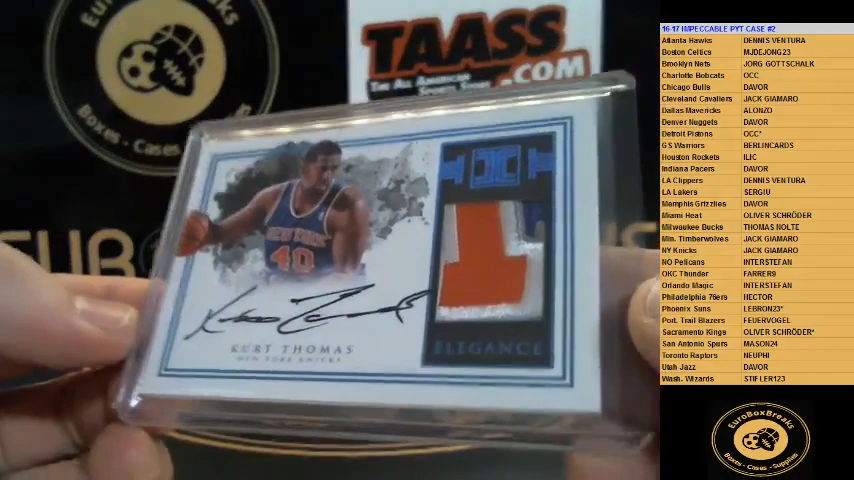 TAASS
.COM
THE ALL AMERICAN
SPORTS STORE
EuroBoxBreaks
Boxes - Cases -
EUROB
NEW YORK
40
KURT THOMAS
NEW YORK KNICKS
ELEGANCE
16-17 IMPECCABLE PYT CASE #2
Atlanta Hawks DENNIS VENTURA
Boston Celtics MJDEJONG23
Brooklyn Nets JORG GOTTSCHALK
Charlotte Bobcats OCC
Chicago Bulls DAVOR
Cleveland Cavaliers JACK GIAMARO
Dallas Mavericks ALONZO
Denver Nuggets DAVOR
Detroit Pistons OCC*
GS Warriors BERLINCARDS
Houston Rockets ILIC
Indiana Pacers DAVOR
LA Clippers DENNIS VENTURA
LA Lakers SERGIU
Memphis Grizzlies DAVOR
Miami Heat OLIVER SCHRÖDER
Milwaukee Bucks THOMAS NOLTE
Min. Timberwolves JACK GIAMARO
NY Knicks JACK GIAMARO
NO Pelicans INTERSTEFAN
OKC Thunder FARRER9
Orlando Magic INTERSTEFAN
Philadelphia 76ers HECTOR
Phoenix Suns LEBRON23*
Port. Trail Blazers FEUERVOGEL
Sacramento Kings OLIVER SCHRÖDER*
San Antonio Spurs MASON24
Toronto Raptors NEUPHI
Utah Jazz DAVOR
Wash. Wizards STIFLER123
EuroBoxBreaks
Boxes - Cases - Supplies